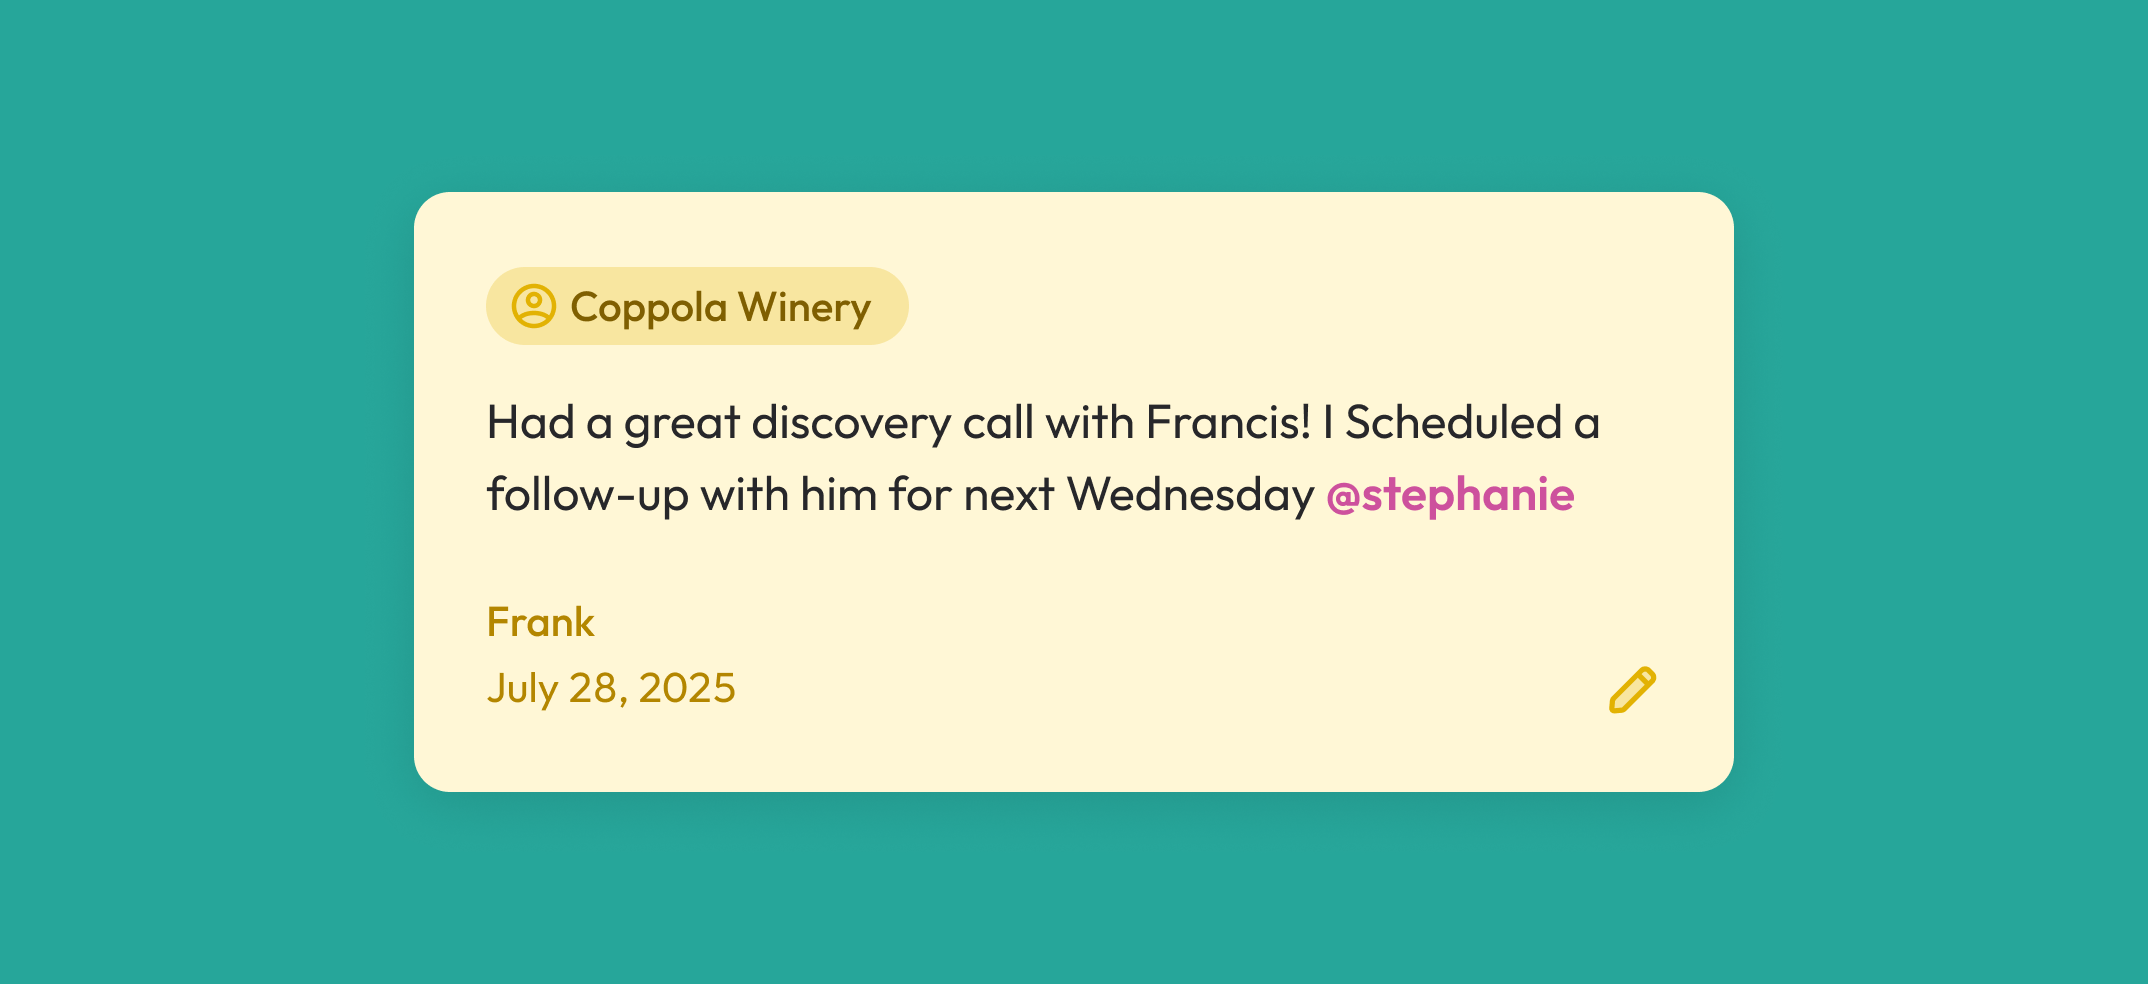 Coppola Winery
Had a great discovery call with Francis! I Scheduled a
follow-up with him for next Wednesday @stephanie
Frank
July 28, 2025